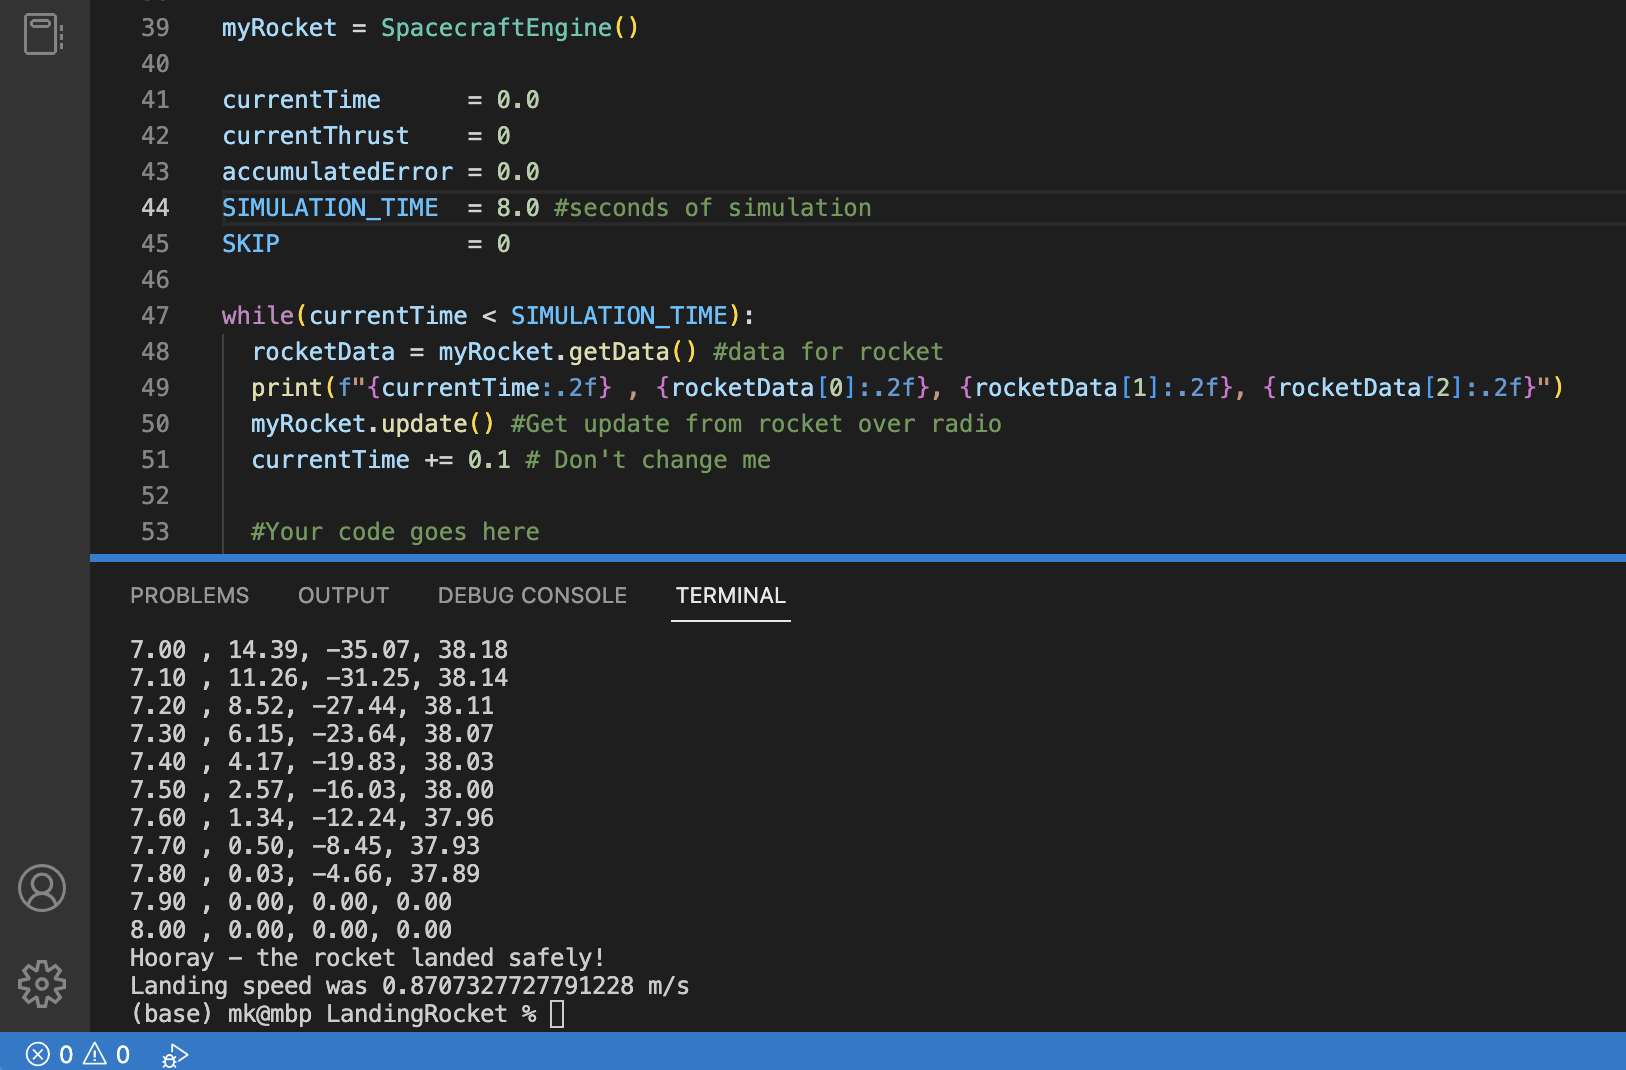 39 myRocket = SpacecraftEngine()
40
41 currentTime      = 0.0
42 currentThrust    = 0
43 accumulatedError = 0.0
44 SIMULATION_TIME  = 8.0 #seconds of simulation
45 SKIP             = 0
46
47 while(currentTime < SIMULATION_TIME):
48   rocketData = myRocket.getData() #data for rocket
49   print(f"{currentTime:.2f} , {rocketData[0]:.2f}, {rocketData[1]:.2f}, {rocketData[2]:.2f}")
50   myRocket.update() #Get update from rocket over radio
51   currentTime += 0.1 # Don't change me
52
53   #Your code goes here
PROBLEMS OUTPUT DEBUG CONSOLE TERMINAL
7.00 , 14.39, -35.07, 38.18
7.10 , 11.26, -31.25, 38.14
7.20 , 8.52, -27.44, 38.11
7.30 , 6.15, -23.64, 38.07
7.40 , 4.17, -19.83, 38.03
7.50 , 2.57, -16.03, 38.00
7.60 , 1.34, -12.24, 37.96
7.70 , 0.50, -8.45, 37.93
7.80 , 0.03, -4.66, 37.89
7.90 , 0.00, 0.00, 0.00
8.00 , 0.00, 0.00, 0.00
Hooray - the rocket landed safely!
Landing speed was 0.8707327727791228 m/s
(base) mk@mbp LandingRocket %
0 0